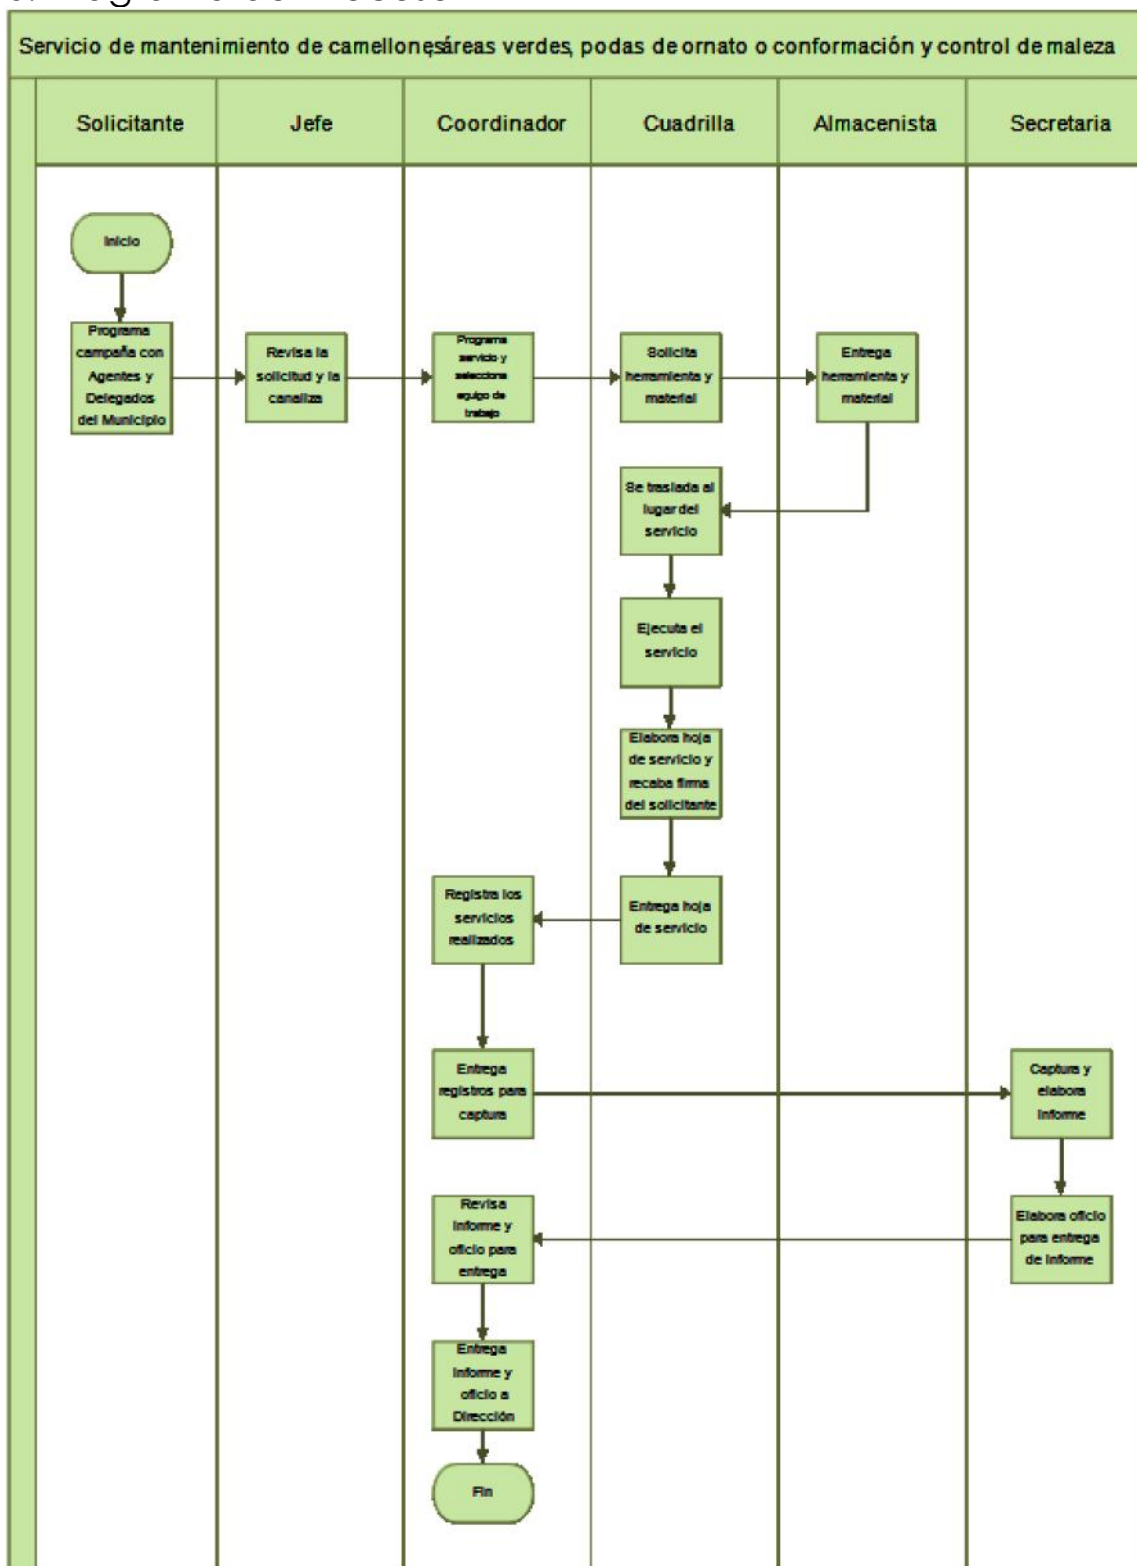 Servicio de mantenimiento de camellones, áreas verdes, podas de ornato o conformación y control de maleza
Solicitante
Jefe
Coordinador
Cuadrilla
Almacenista
Secretaria
Inicio
Programa
campaña con
Agentes y
Delegados
del Municipio
Revisa la
solicitud y la
canaliza
Programa
servicio y
selecciona
equipo de
trabajo
Solicita
herramienta y
material
Entrega
herramienta y
material
Se traslada al
lugar del
servicio
Ejecuta el
servicio
Elabora hoja
de servicio y
recaba firma
del solicitante
Entrega hoja
de servicio
Registra los
servicios
realizados
Entrega
registros para
captura
Captura y
elabora
Informe
Elabora oficio
para entrega
de Informe
Revisa
Informe y
oficio para
entrega
Entrega
Informe y
oficio a
Dirección
Fin